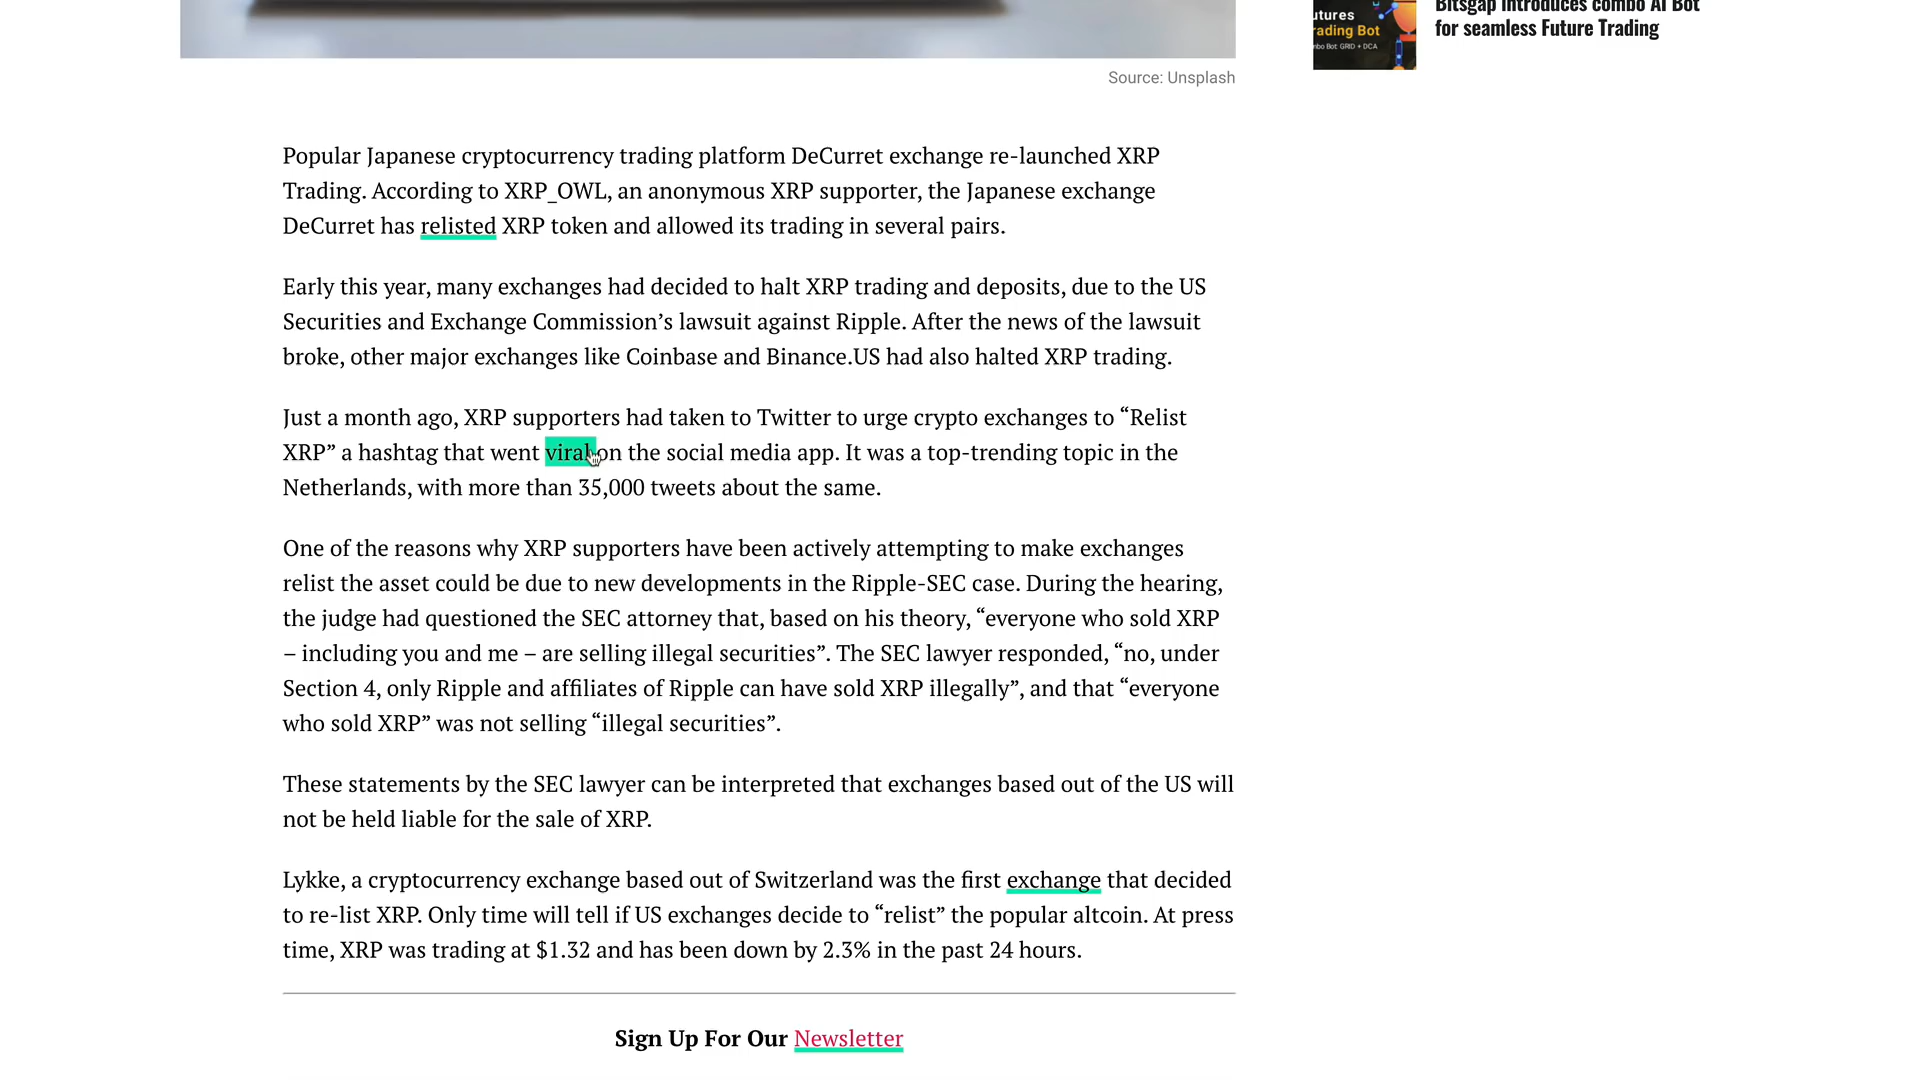 Bitsgap introduces combo AI Bot
for seamless Future Trading
utures
rading Bot
mbo Bot: GRID + DCA
Source: Unsplash
Popular Japanese cryptocurrency trading platform DeCurret exchange re-launched XRP
Trading. According to XRP_OWL, an anonymous XRP supporter, the Japanese exchange
DeCurret has relisted XRP token and allowed its trading in several pairs.
Early this year, many exchanges had decided to halt XRP trading and deposits, due to the US
Securities and Exchange Commission’s lawsuit against Ripple. After the news of the lawsuit
broke, other major exchanges like Coinbase and Binance.US had also halted XRP trading.
Just a month ago, XRP supporters had taken to Twitter to urge crypto exchanges to “Relist
XRP” a hashtag that went viral on the social media app. It was a top-trending topic in the
Netherlands, with more than 35,000 tweets about the same.
One of the reasons why XRP supporters have been actively attempting to make exchanges
relist the asset could be due to new developments in the Ripple-SEC case. During the hearing,
the judge had questioned the SEC attorney that, based on his theory, “everyone who sold XRP
– including you and me – are selling illegal securities”. The SEC lawyer responded, “no, under
Section 4, only Ripple and affiliates of Ripple can have sold XRP illegally”, and that “everyone
who sold XRP” was not selling “illegal securities”.
These statements by the SEC lawyer can be interpreted that exchanges based out of the US will
not be held liable for the sale of XRP.
Lykke, a cryptocurrency exchange based out of Switzerland was the first exchange that decided
to re-list XRP. Only time will tell if US exchanges decide to “relist” the popular altcoin. At press
time, XRP was trading at $1.32 and has been down by 2.3% in the past 24 hours.
Sign Up For Our Newsletter